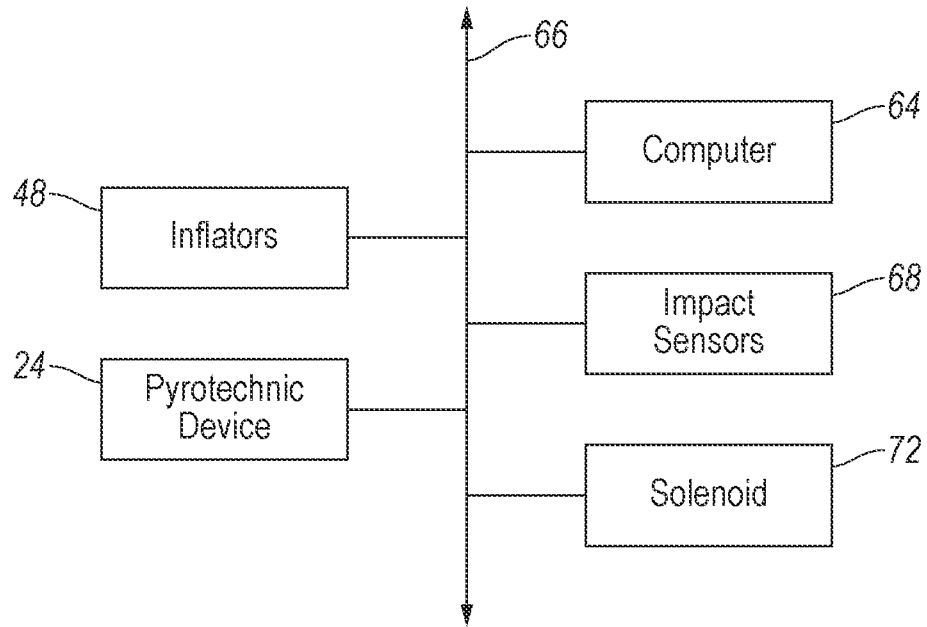 66
64
Computer
48
Inflators
68
Impact
Sensors
24
Pyrotechnic
Device
72
Solenoid